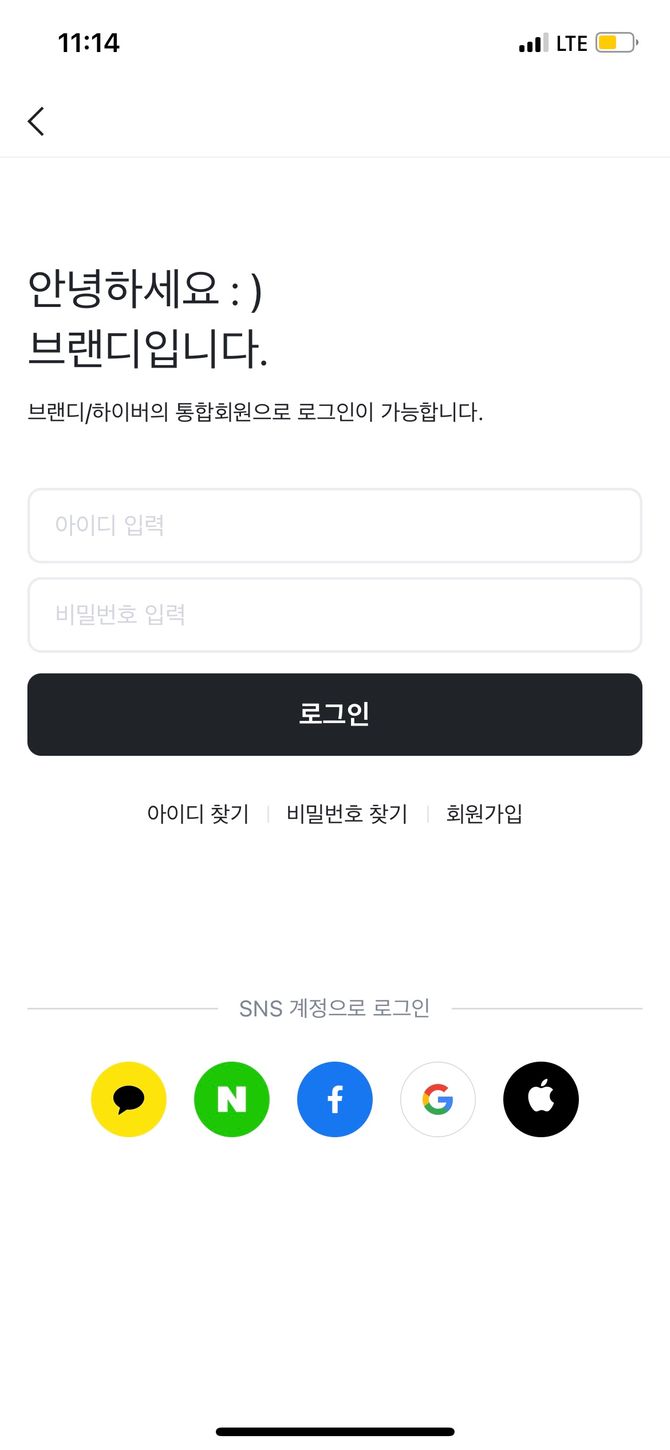 11:14
LTE
안녕하세요 : )
브랜디입니다.
브랜디/하이버의 통합회원으로 로그인이 가능합니다.
아이디 입력
비밀번호 입력
로그인
아이디 찾기 | 비밀번호 찾기 | 회원가입
SNS 계정으로 로그인
N f G